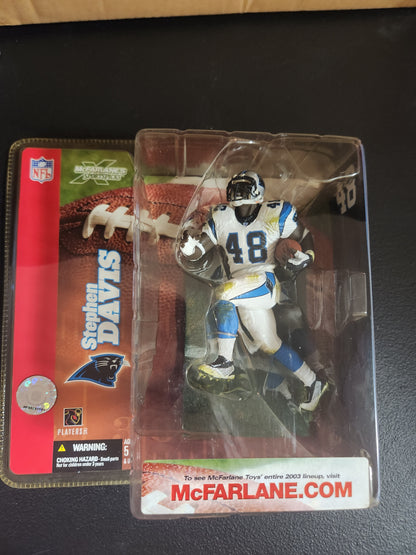 NFL
McFARLANE'S
Stephen
DAVIS
48
48
PLAYERS
WARNING:
CHOKING HAZARD- Small parts
Not for children under 3 years
To see McFarlane Toys' entire 2003 lineup, visit
McFARLANE.COM